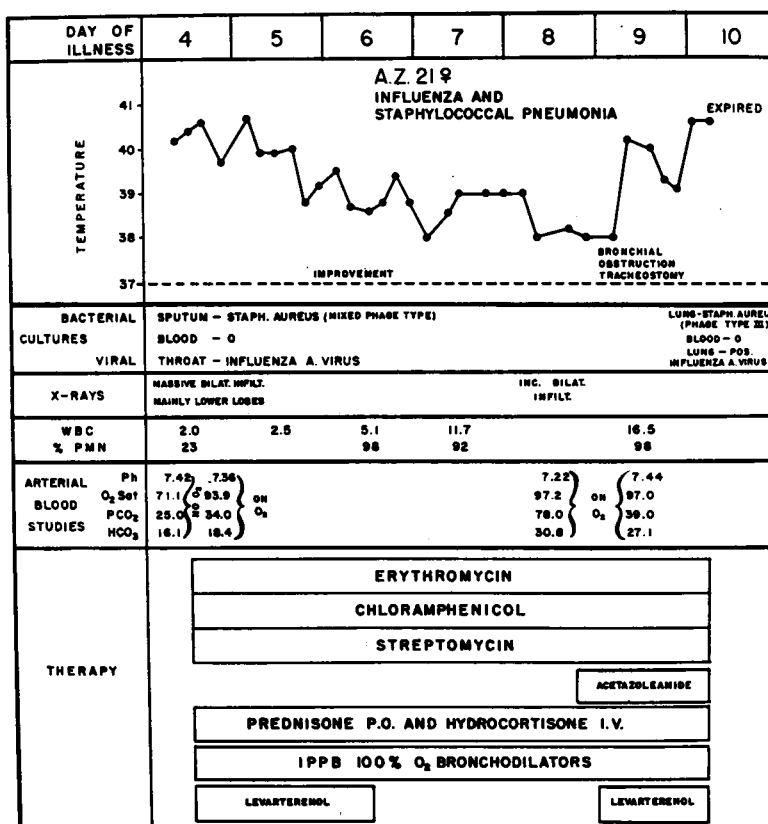 DAY OF ILLNESS 4 5 6 7 8 9 10
A.Z. 21♀
INFLUENZA AND
STAPHYLOCOCCAL PNEUMONIA
EXPIRED
TEMPERATURE
41
40
39
38
37
IMPROVEMENT
BRONCHIAL
OBSTRUCTION
TRACHEOSTOMY
BACTERIAL SPUTUM – STAPH. AUREUS (MIXED PHAGE TYPE)
CULTURES BLOOD – O
VIRAL THROAT – INFLUENZA A. VIRUS
LUNG-STAPH. AUREU
(PHAGE TYPE III)
BLOOD – O
LUNG – POS.
INFLUENZA A. VIRUS
X-RAYS
MASSIVE BILAT. INFILT.
MAINLY LOWER LOBES
INC. BILAT.
INFILT.
WBC 2.0 2.5 5.1 11.7 16.5
% PMN 23 98 92 98
ARTERIAL BLOOD STUDIES
Ph 7.42 7.36 7.22 7.44
O₂ Sat 71.1 93.9 97.2 97.0
PCO₂ 25.0 34.0 78.0 39.0
HCO₃ 16.1 18.4 30.8 27.1
ON O₂
ON O₂
THERAPY
ERYTHROMYCIN
CHLORAMPHENICOL
STREPTOMYCIN
ACETAZOLEAMIDE
PREDNISONE P.O. AND HYDROCORTISONE I.V.
IPPB 100% O₂ BRONCHODILATORS
LEVARTERENOL
LEVARTERENOL